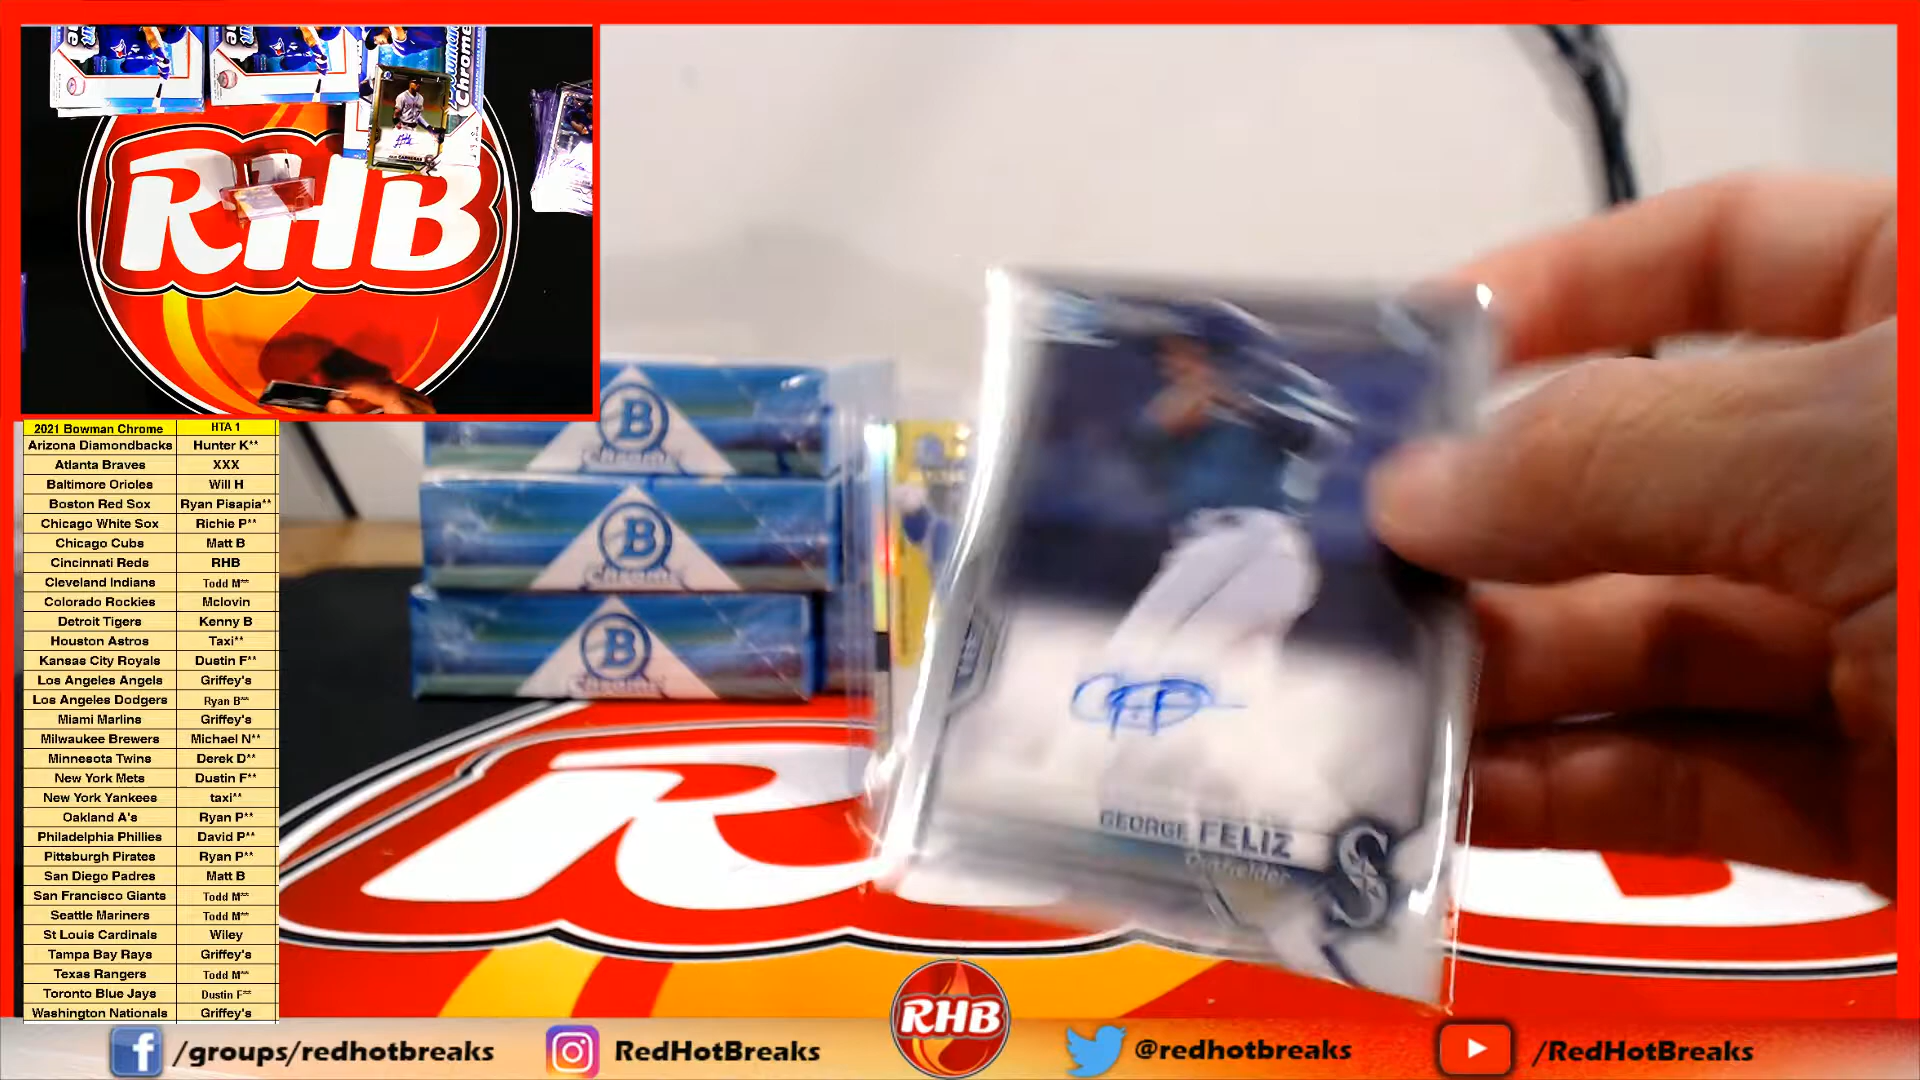 Chrome
RHB
2021 Bowman Chrome HTA 1
Arizona Diamondbacks Hunter K**
Atlanta Braves XXX
Baltimore Orioles Will H
Boston Red Sox Ryan Pisapia**
Chicago White Sox Richie P**
Chicago Cubs Matt B
Cincinnati Reds RHB
Cleveland Indians Todd M**
Colorado Rockies Mclovin
Detroit Tigers Kenny B
Houston Astros Taxi**
Kansas City Royals Dustin F**
Los Angeles Angels Griffey's
Los Angeles Dodgers Ryan B**
Miami Marlins Griffey's
Milwaukee Brewers Michael N**
Minnesota Twins Derek D**
New York Mets Dustin F**
New York Yankees taxi**
Oakland A's Ryan P**
Philadelphia Phillies David P**
Pittsburgh Pirates Ryan P**
San Diego Padres Matt B
San Francisco Giants Todd M**
Seattle Mariners Todd M**
St Louis Cardinals Wiley
Tampa Bay Rays Griffey's
Texas Rangers Todd M**
Toronto Blue Jays Dustin F**
Washington Nationals Griffey's
B
Chrome
B
Chrome
B
Chrome
GEORGE FELIZ
Outfielder
S
R
RHB
/groups/redhotbreaks
RedHotBreaks
@redhotbreaks
/RedHotBreaks